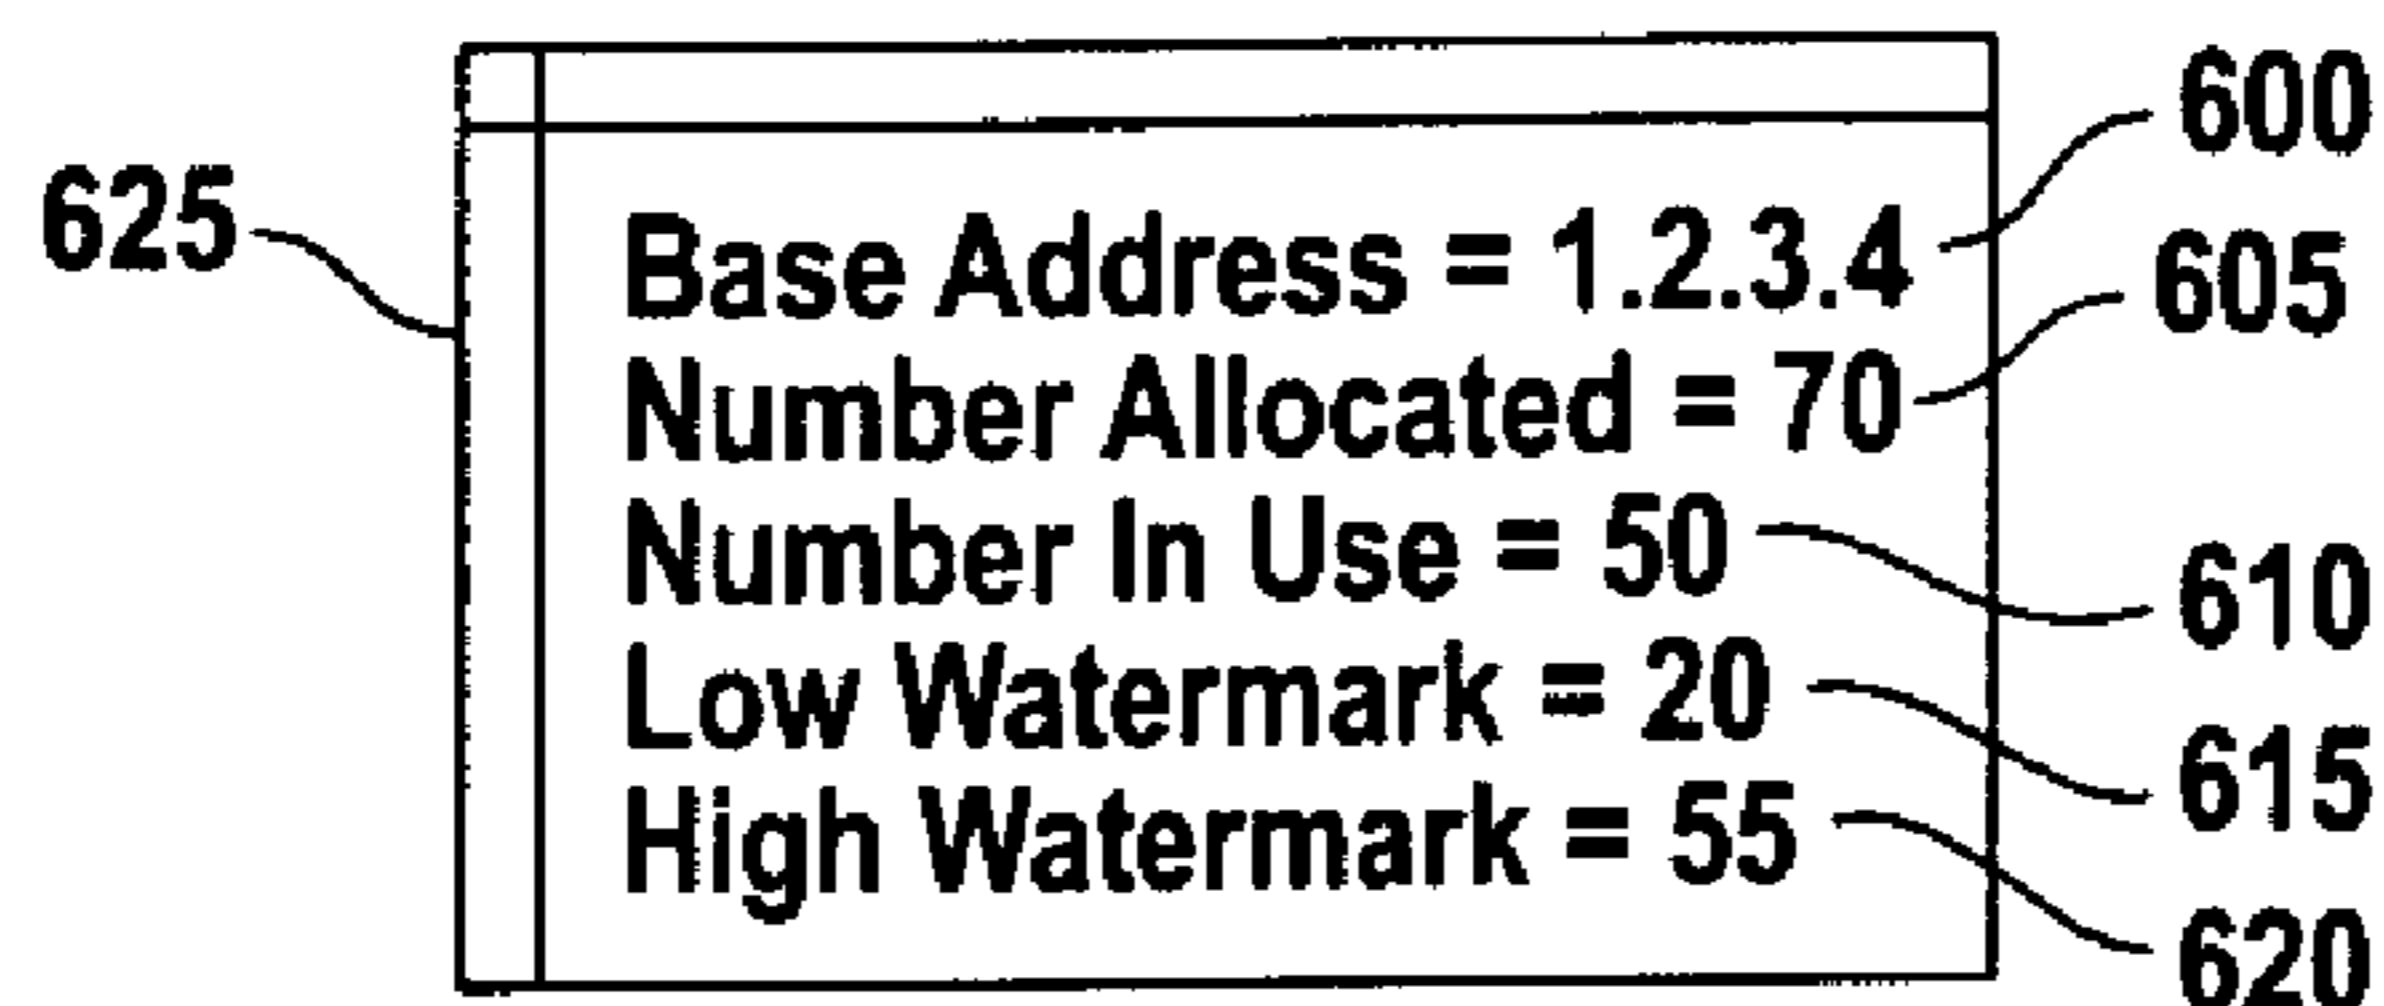 600
625
Base Address = 1.2.3.4
605
Number Allocated = 70
Number In Use = 50
610
Low Watermark = 20
615
High Watermark = 55
620